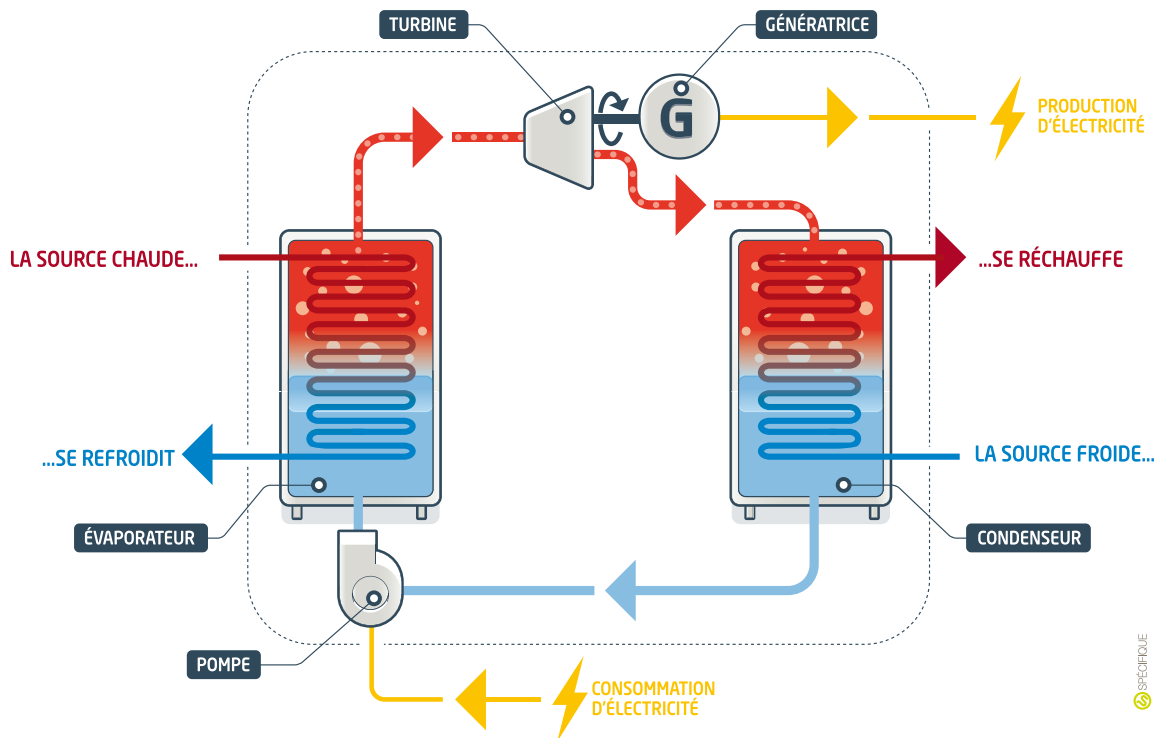 TURBINE
GÉNÉRATRICE
G
PRODUCTION
D'ÉLECTRICITÉ
LA SOURCE CHAUDE...
...SE RÉCHAUFFE
...SE REFROIDIT
LA SOURCE FROIDE...
ÉVAPORATEUR
CONDENSEUR
POMPE
CONSOMMATION
D'ÉLECTRICITÉ
SPÉCIFIQUE